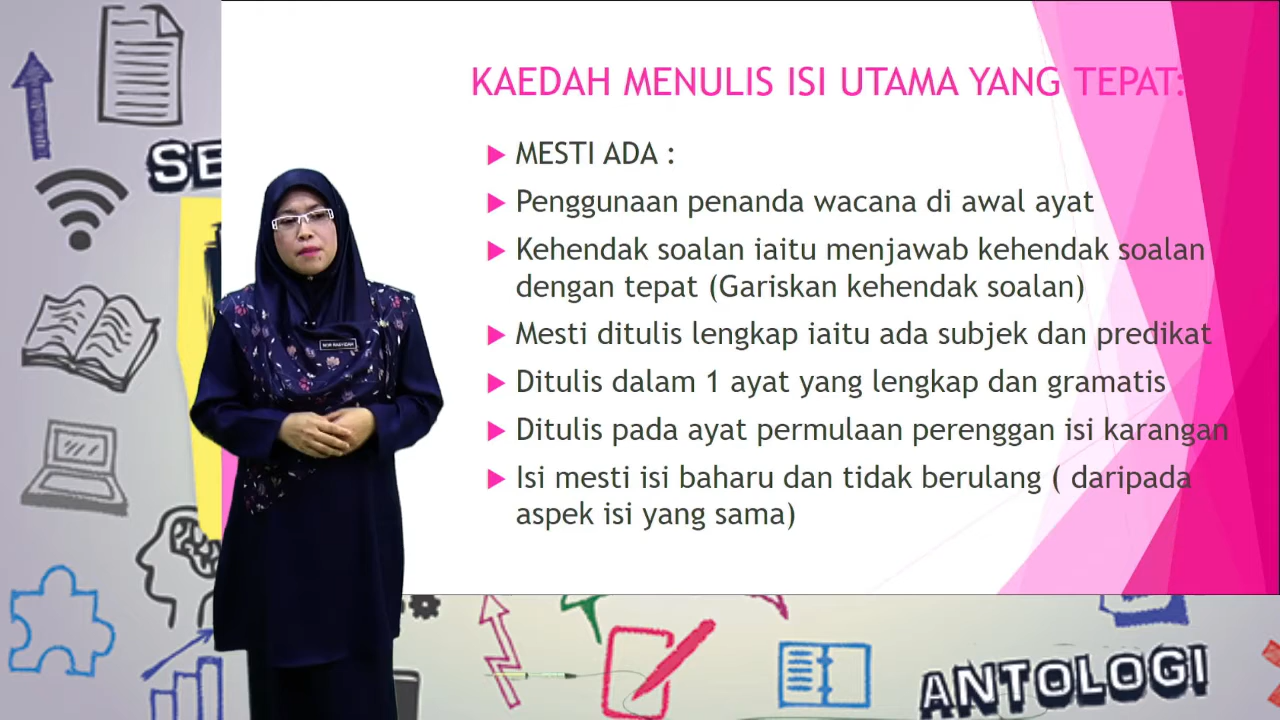 KAEDAH MENULIS ISI UTAMA YANG TEPAT:
MESTI ADA :
Penggunaan penanda wacana di awal ayat
Kehendak soalan iaitu menjawab kehendak soalan
dengan tepat (Gariskan kehendak soalan)
Mesti ditulis lengkap iaitu ada subjek dan predikat
Ditulis dalam 1 ayat yang lengkap dan gramatis
Ditulis pada ayat permulaan perenggan isi karangan
Isi mesti isi baharu dan tidak berulang ( daripada
aspek isi yang sama)
SE
ANTOLOGI